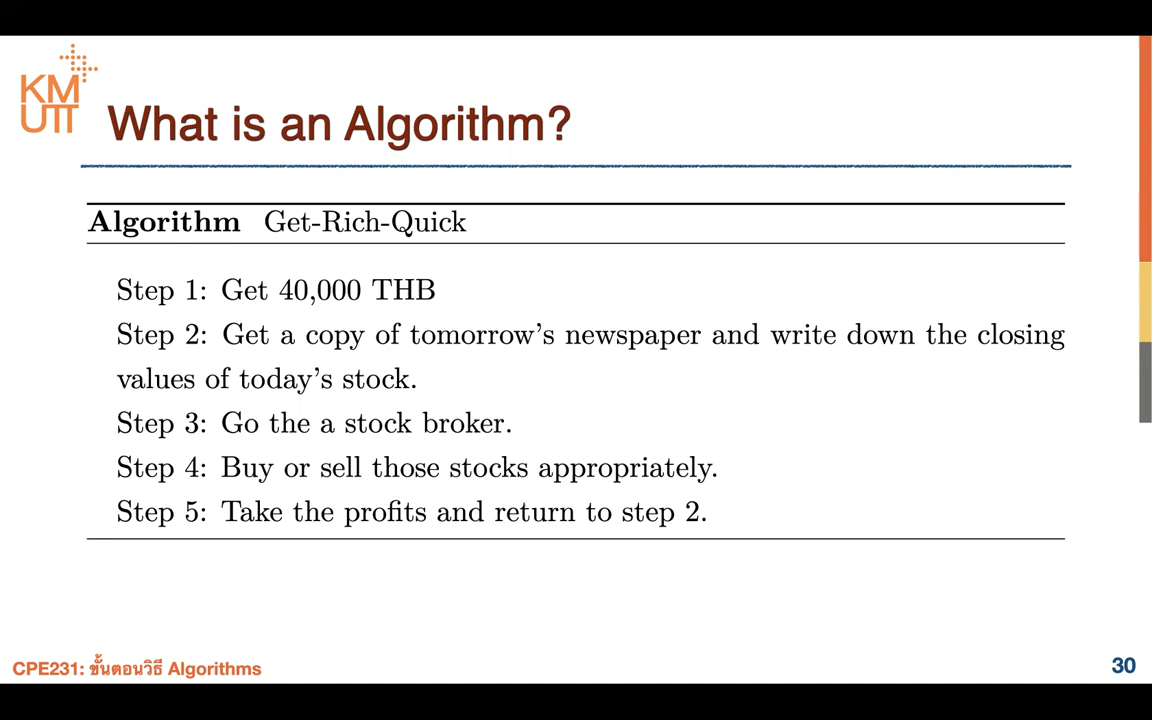 KM
UTT
What is an Algorithm?
Algorithm Get-Rich-Quick
Step 1: Get 40,000 THB
Step 2: Get a copy of tomorrow's newspaper and write down the closing
values of today's stock.
Step 3: Go the a stock broker.
Step 4: Buy or sell those stocks appropriately.
Step 5: Take the profits and return to step 2.
CPE231: ขั้นตอนวิธี Algorithms
30